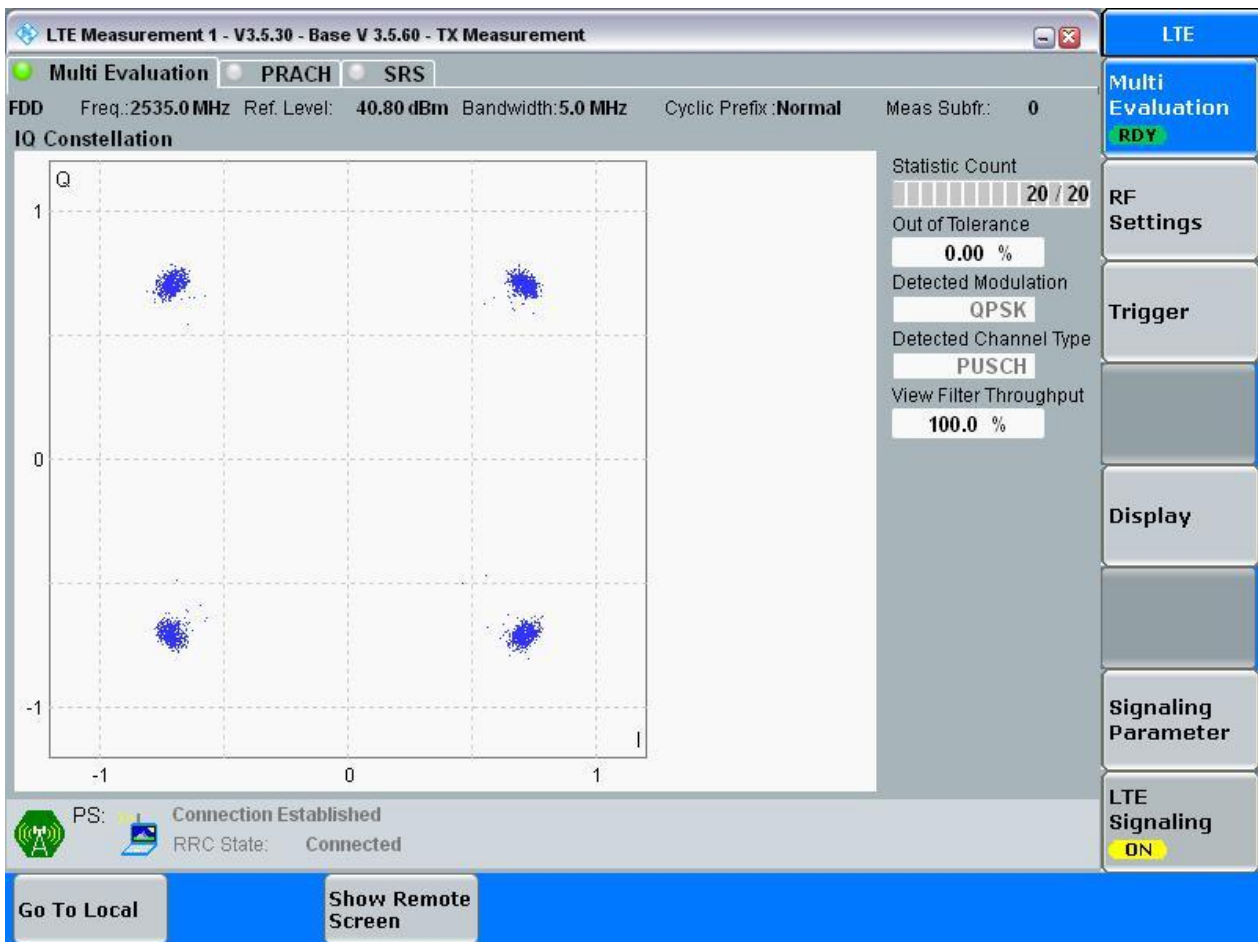 LTE Measurement 1 - V3.5.30 - Base V 3.5.60 - TX Measurement
Multi Evaluation PRACH SRS
FDD Freq.:2535.0 MHz Ref. Level: 40.80 dBm Bandwidth:5.0 MHz Cyclic Prefix :Normal Meas Subfr.: 0
IQ Constellation
Q
1
0
-1
I
-1 0 1
Statistic Count
20 / 20
Out of Tolerance
0.00 %
Detected Modulation
QPSK
Detected Channel Type
PUSCH
View Filter Throughput
100.0 %
PS: Connection Established
RRC State: Connected
LTE
Multi
Evaluation
RDY
RF
Settings
Trigger
Display
Signaling
Parameter
LTE
Signaling
ON
Go To Local
Show Remote
Screen